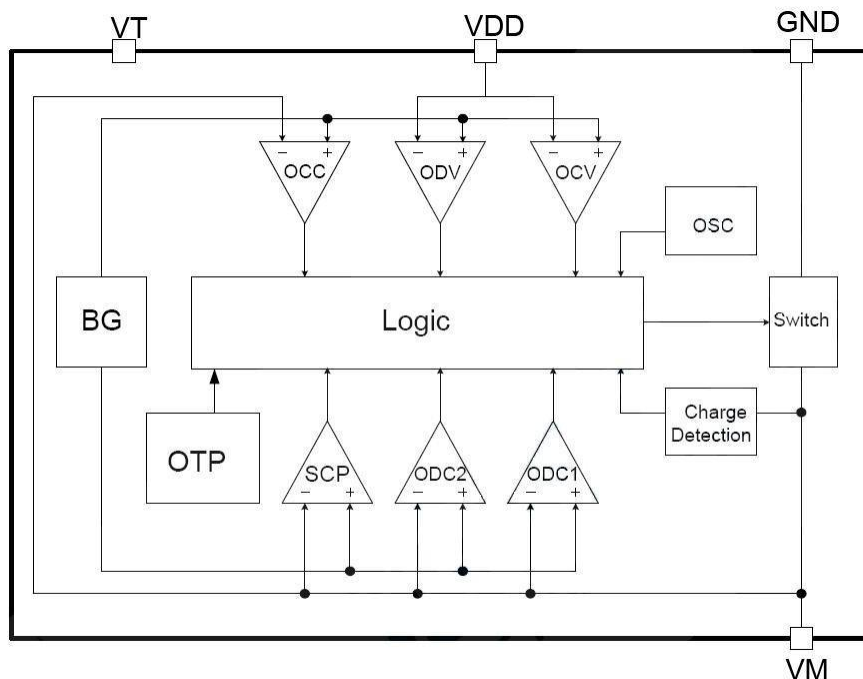 VT
VDD
GND
− +
− +
− +
OCC
ODV
OCV
OSC
BG
Logic
Switch
OTP
SCP
ODC2
ODC1
− +
− +
− +
Charge
Detection
VM